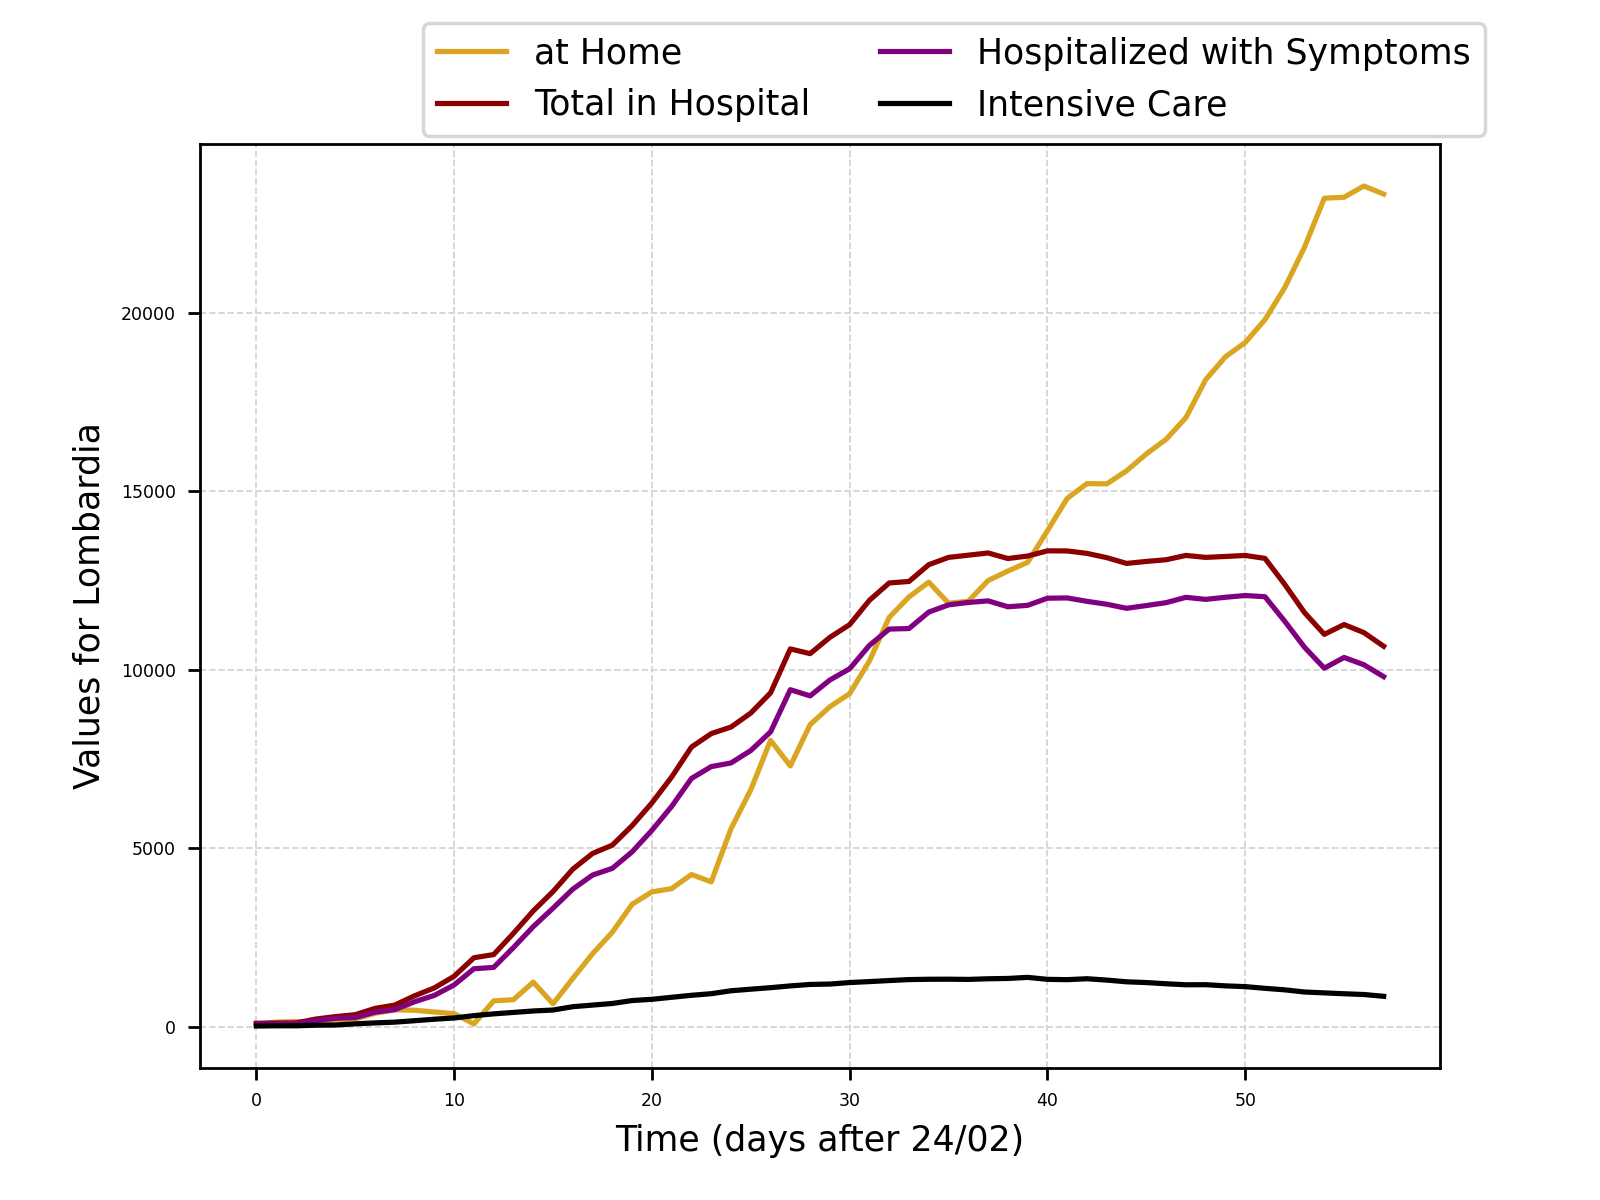 at Home
Total in Hospital
Hospitalized with Symptoms
Intensive Care
Values for Lombardia
20000
15000
10000
5000
0
0 10 20 30 40 50
Time (days after 24/02)